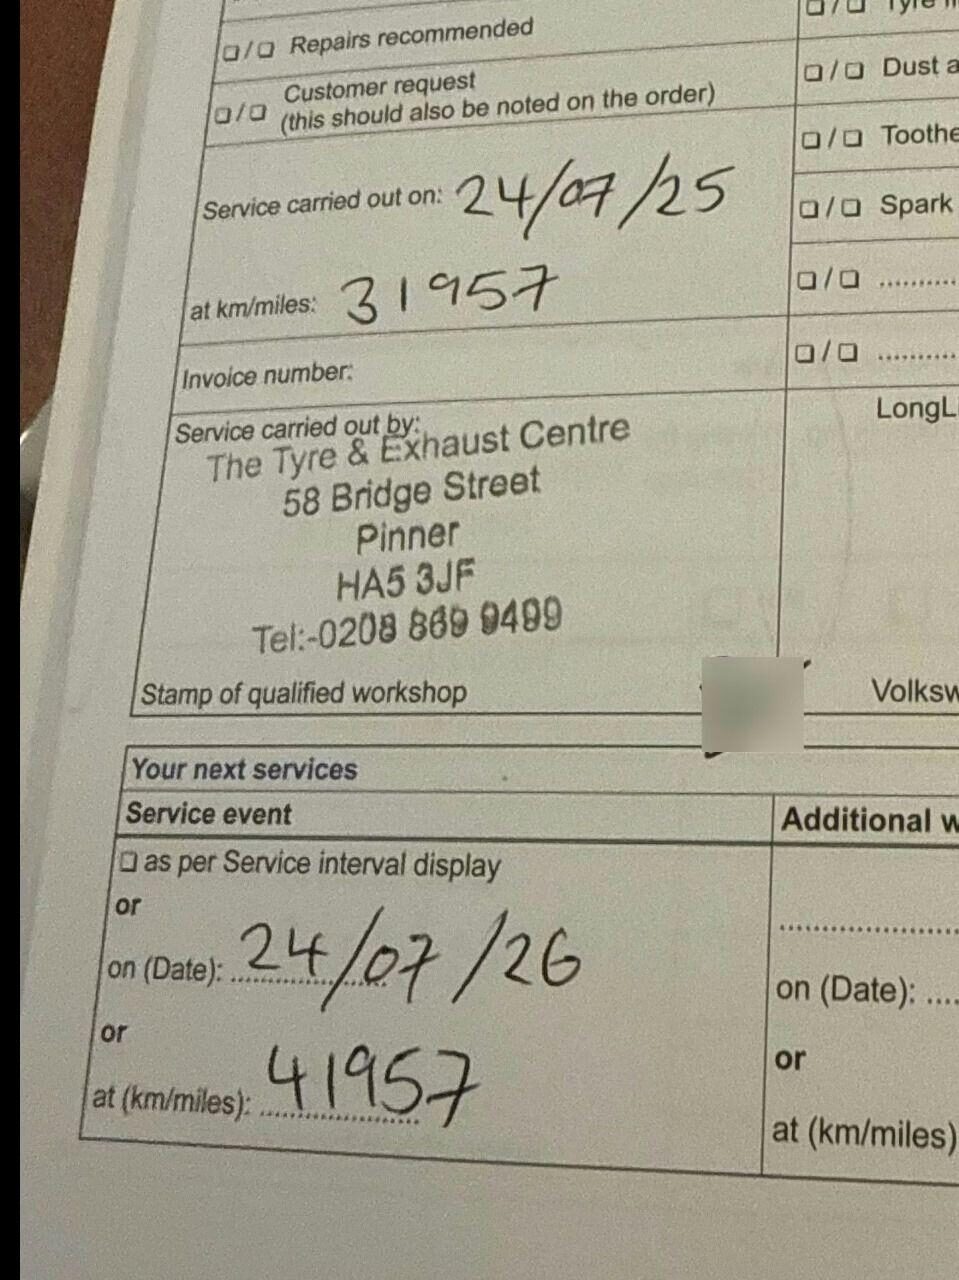 ❑/❑ Repairs recommended
❑/❑ Customer request
(this should also be noted on the order)
Service carried out on: 24/07/25
at km/miles: 31957
Invoice number:
Service carried out by:
The Tyre & Exhaust Centre
58 Bridge Street
Pinner
HA5 3JF
Tel:-0208 869 9499
Stamp of qualified workshop
❑/❑ Dust
❑/❑
❑/❑ Spark
❑/❑ ..........
❑/❑ ..........
Your next services
Service event
❑ as per Service interval display
or
on (Date): 24/07/26
or
at (km/miles): 41957
Additional
....................
on (Date): ....
or
at (km/miles)